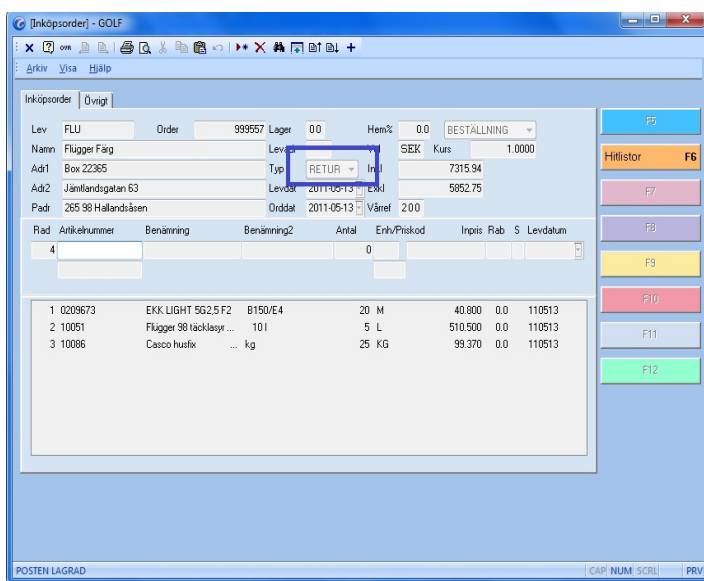 [Inköpsorder] - GOLF
Arkiv Visa Hjälp
Inköpsorder Övrigt
Lev FLU Order 999557 Lager 00 Hem% 0.0 BESTÄLLNING
Namn Flügger Färg Levadr Val SEK Kurs 1.0000
Adr1 Box 22365 Typ RETUR Inkl 7315.94
Adr2 Jämtlandsgatan 63 Levdat 2011-05-13 Exkl 5852.75
Padr 265 98 Hallandsåsen Orddat 2011-05-13 Vårref 200
Rad Artikelnummer Benämning Benämning2 Antal Enh/Priskod Inpris Rab S Levdatum
4 0
1 0209673 EKK LIGHT 5G2,5 F2 B150/E4 20 M 40.800 0.0 110513
2 10051 Flügger 98 täcklasyr ... 10 l 5 L 510.500 0.0 110513
3 10086 Casco husfix ... kg 25 KG 99.370 0.0 110513
F5
Hitlistor F6
F7
F8
F9
F10
F11
F12
POSTEN LAGRAD CAP NUM SCRL PRV